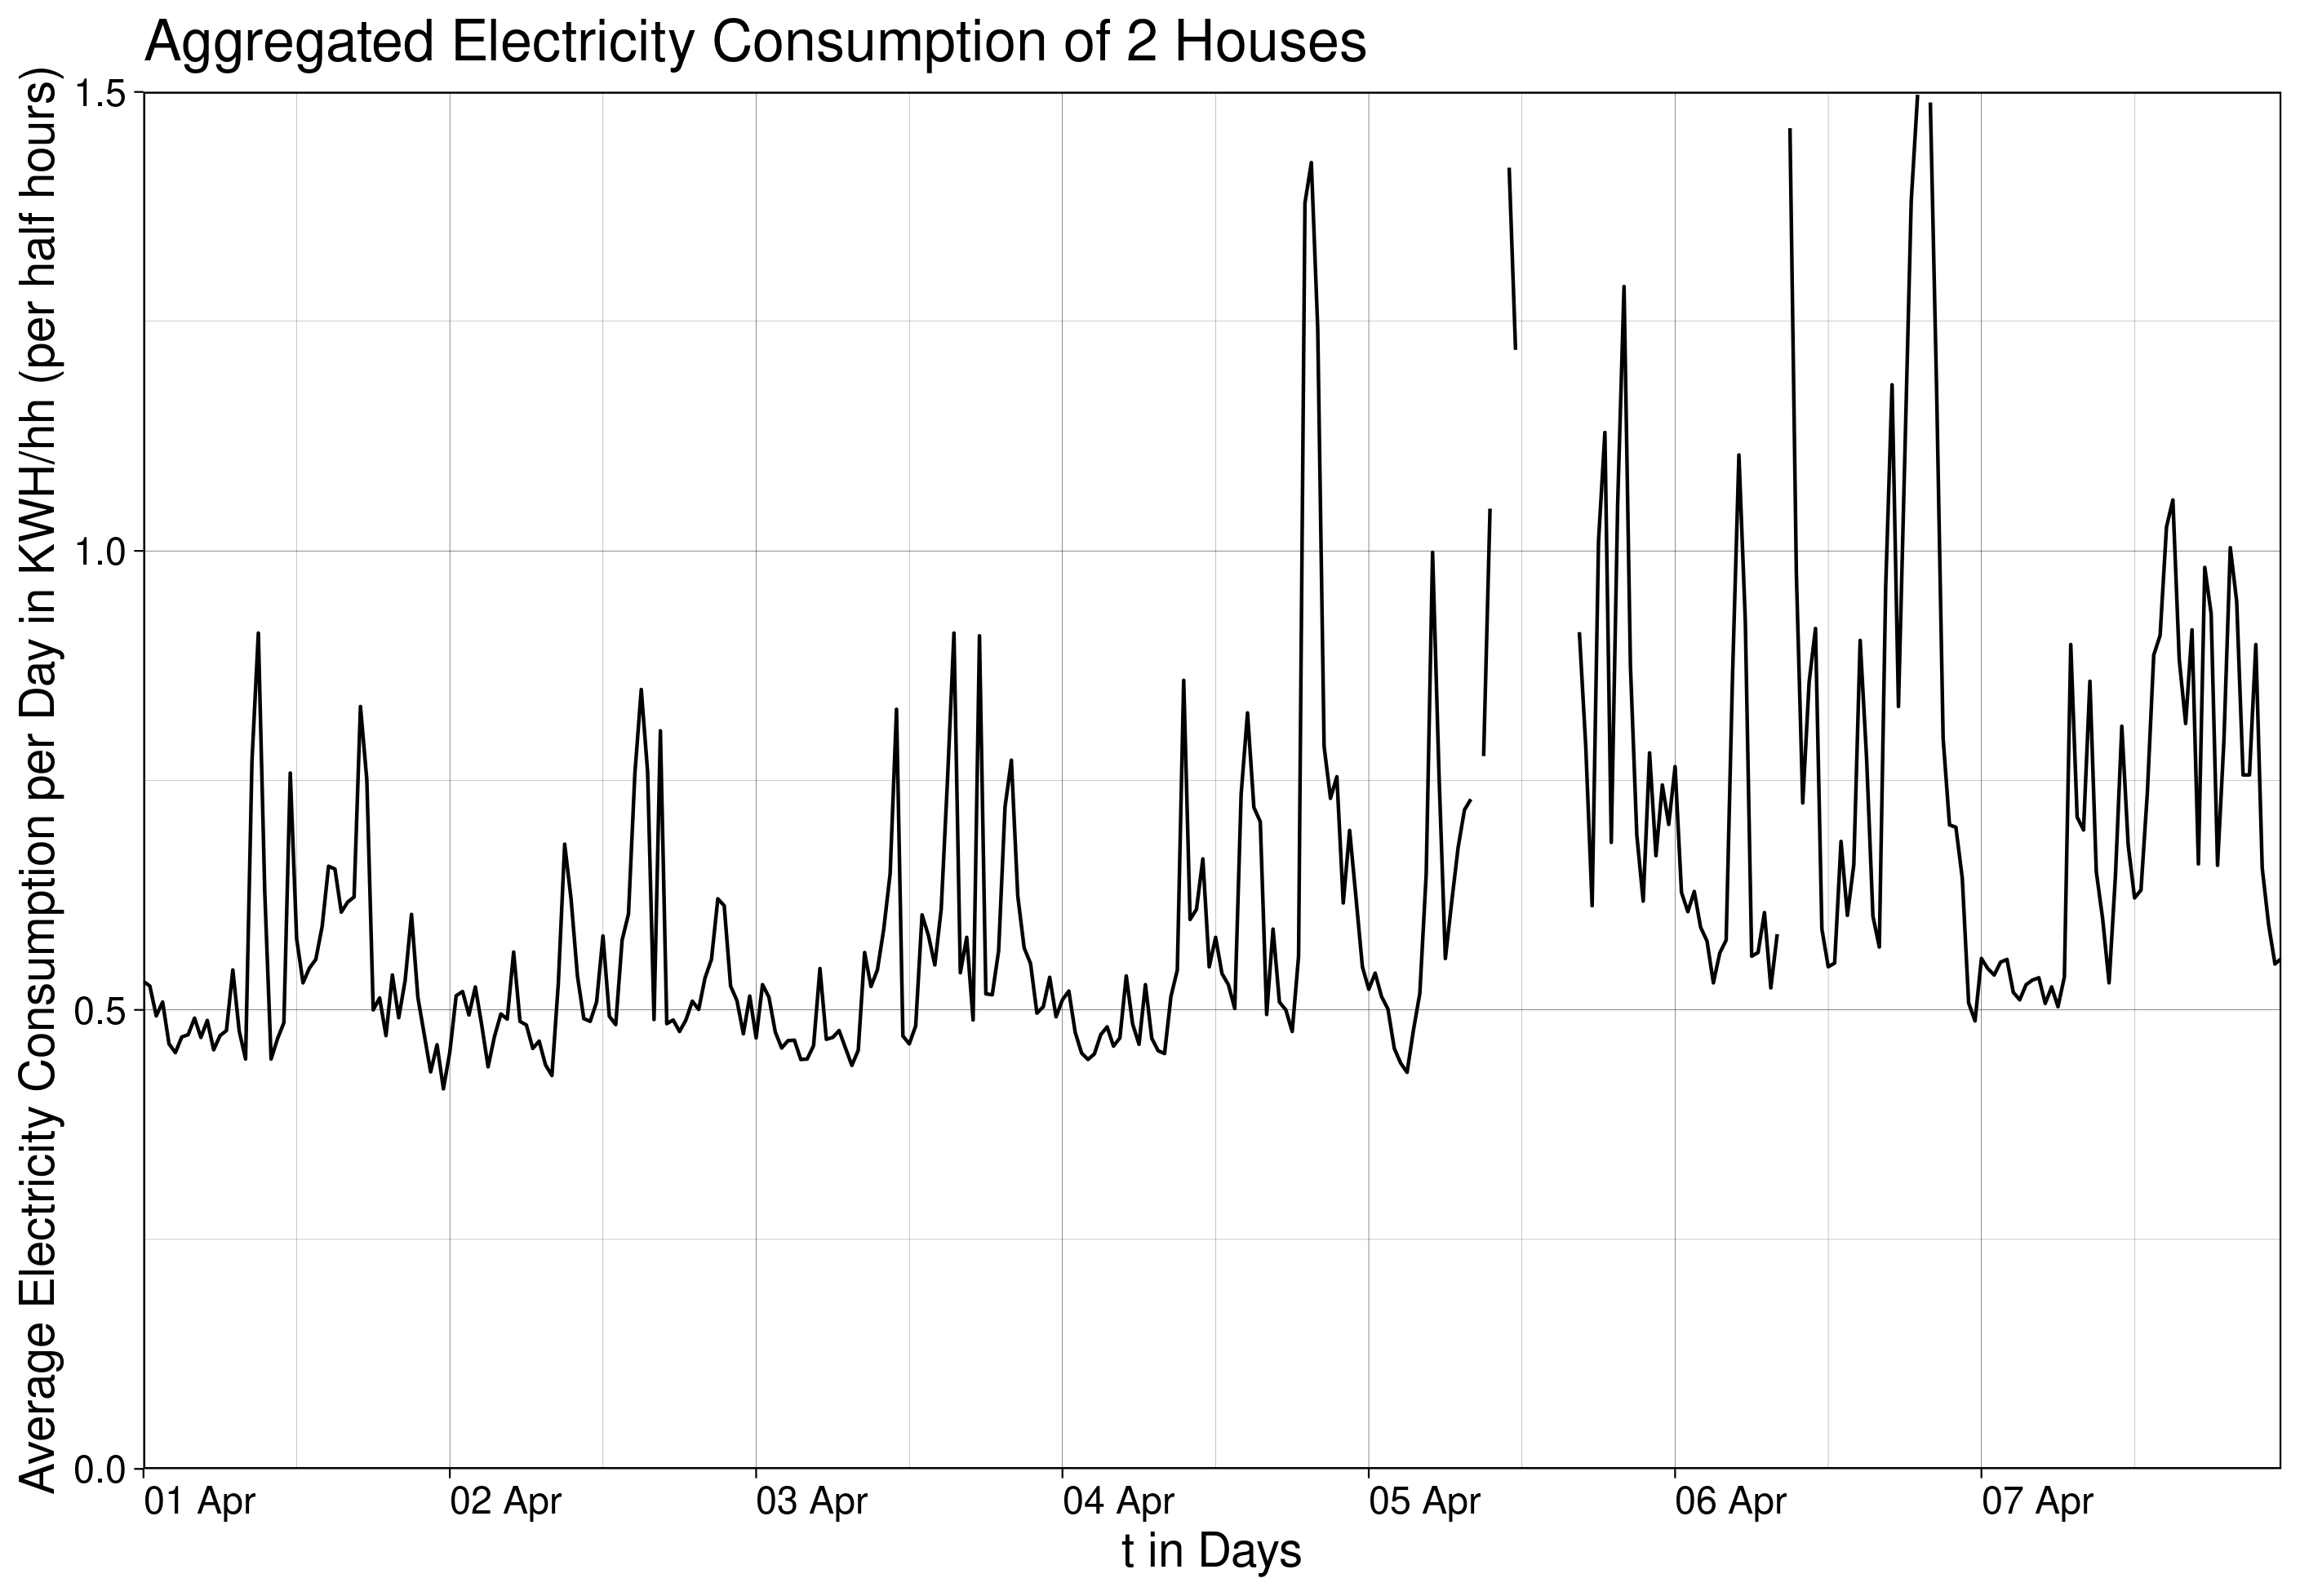 Aggregated Electricity Consumption of 2 Houses
Average Electricity Consumption per Day in KWH/hh (per half hours)
1.5
1.0
0.5
0.0
01 Apr
02 Apr
03 Apr
04 Apr
05 Apr
06 Apr
07 Apr
t in Days